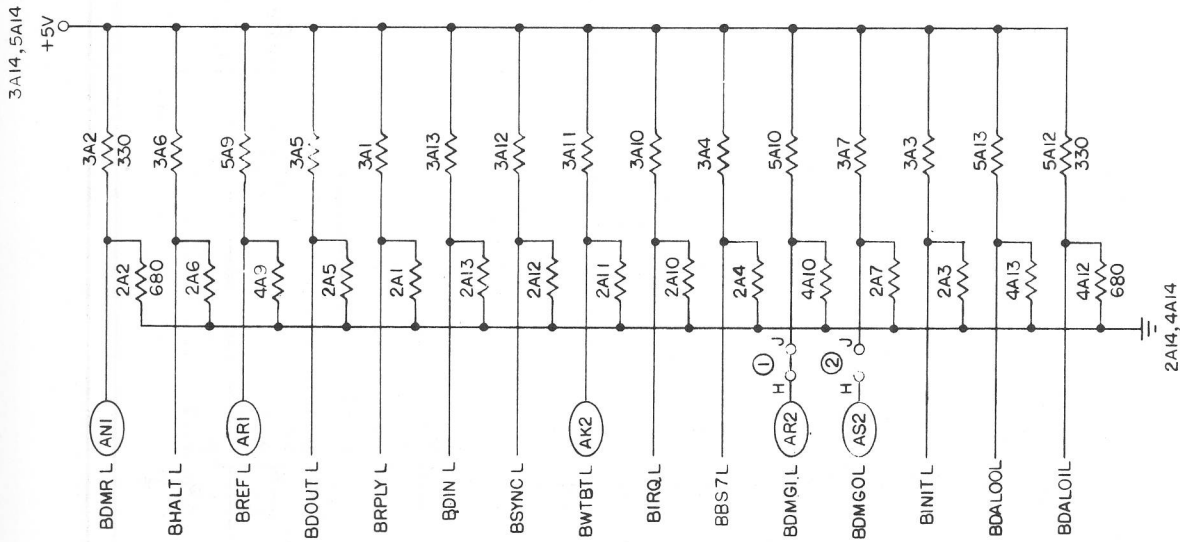 3A14, 5A14
+5V
3A2
330
3A6
5A9
3A5
3A1
3A13
3A12
3A11
3A10
3A4
5A10
3A7
3A3
5A13
5A12
330
2A2
680
2A6
4A9
2A5
2A1
2A13
2A12
2A11
2A10
2A4
4A10
2A7
2A3
4A13
4A12
680
2A14, 4A14
1
J
H
2
J
H
AN1
AR1
AK2
AR2
AS2
BDMR L
BHALT L
BREF L
BDOUT L
BRPLY L
BDIN L
BSYNC L
BWTBT L
BIRQ L
BBS7 L
BDMGI L
BDMGO L
BINIT L
BDAL00L
BDAL01L